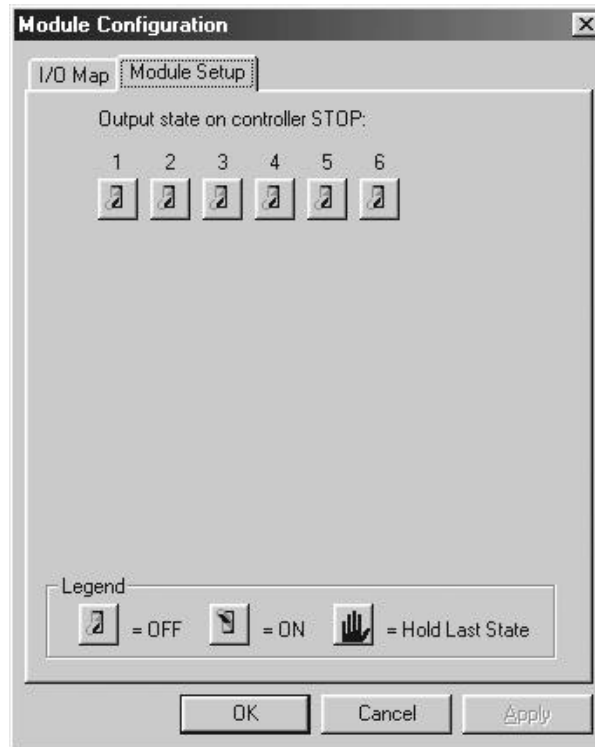 Module Configuration
I/O Map Module Setup
Output state on controller STOP:
1 2 3 4 5 6
Legend
= OFF = ON = Hold Last State
OK Cancel Apply